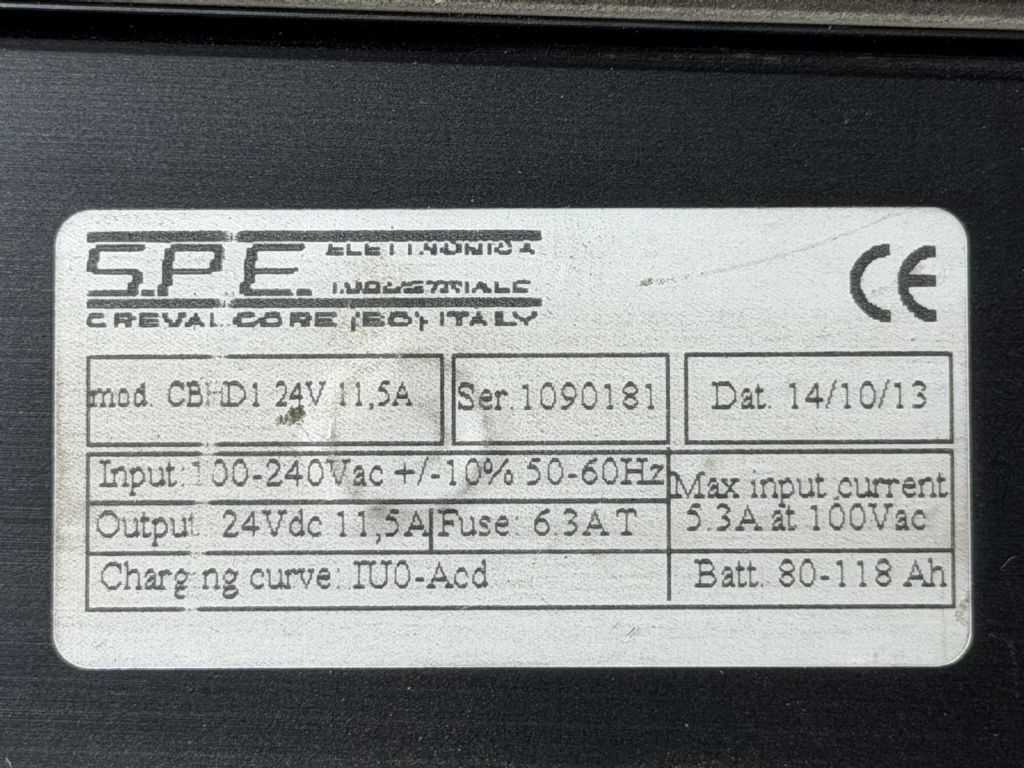 S.P.E. ELETTRONICA
INDUSTRIALE
CREVALCORE (BO) ITALY
CE
mod. CBHD1 24V 11,5A Ser. 1090181 Dat. 14/10/13
Input: 100-240Vac +/-10% 50-60Hz
Max input current
5.3A at 100Vac
Output: 24Vdc 11,5A Fuse: 6.3A T
Charging curve: IU0-Acd
Batt. 80-118 Ah